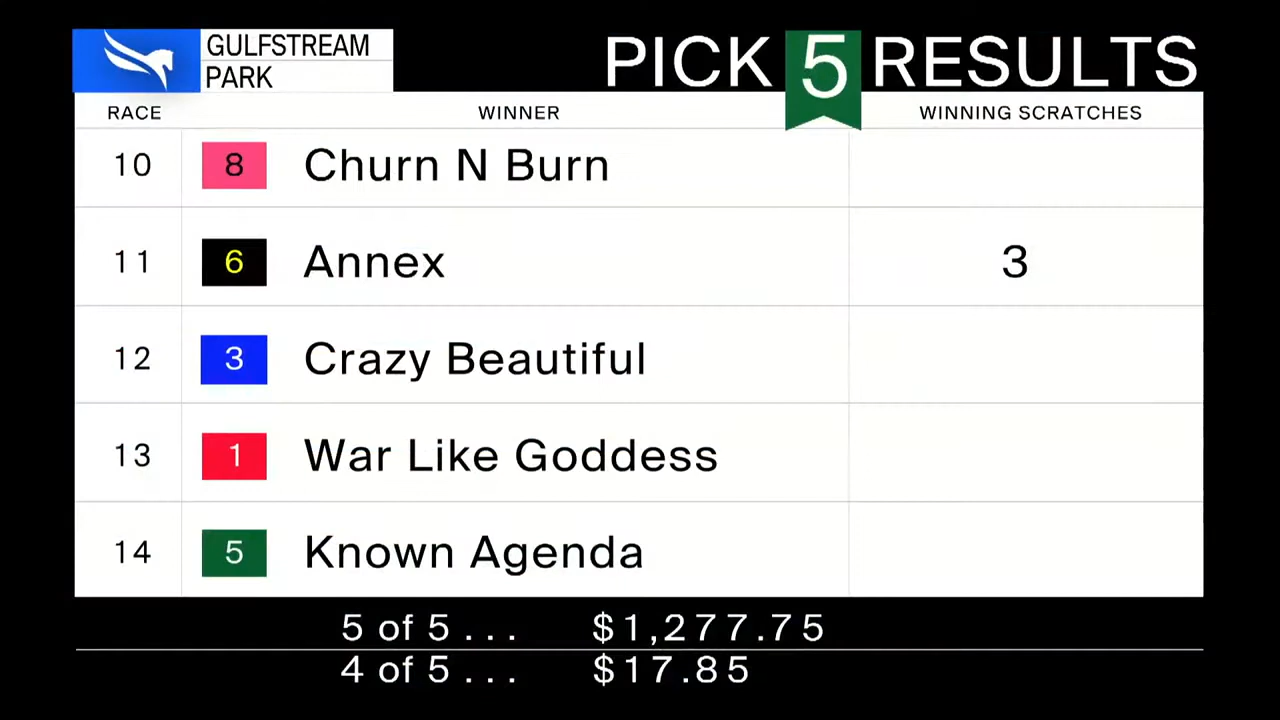 GULFSTREAM
PARK
PICK 5 RESULTS
RACE WINNER WINNING SCRATCHES
10 8 Churn N Burn
11 6 Annex 3
12 3 Crazy Beautiful
13 1 War Like Goddess
14 5 Known Agenda
5 of 5 . . . $1,277.75
4 of 5 . . . $17.85